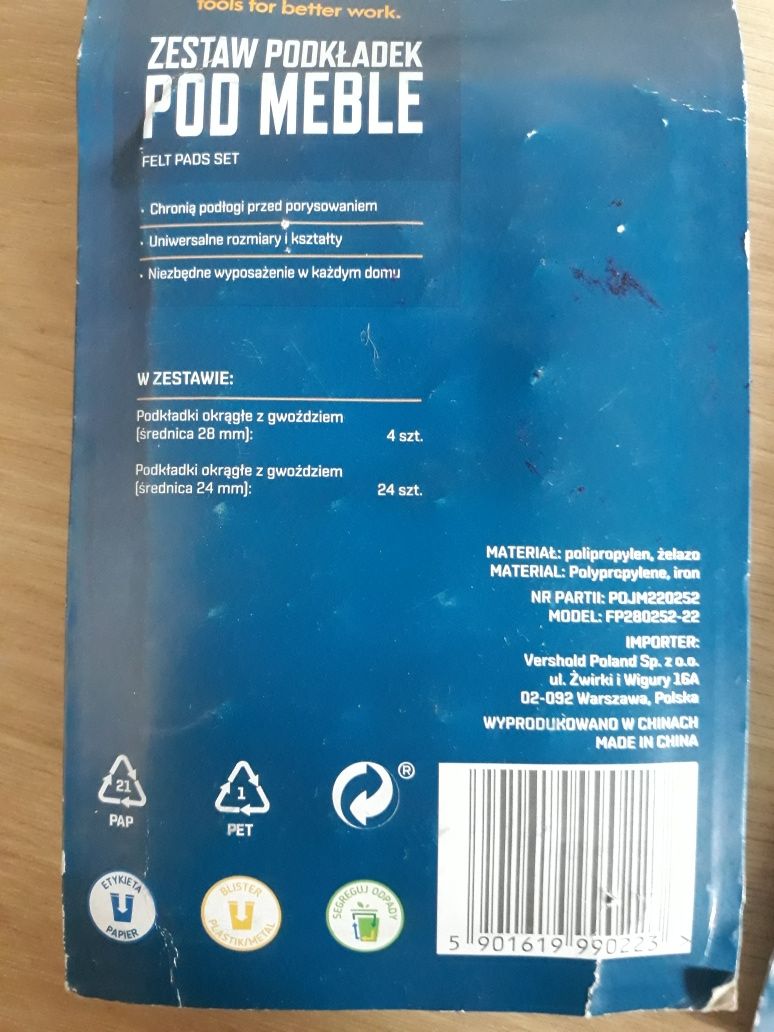 tools for better work.
ZESTAW PODKŁADEK
POD MEBLE
FELT PADS SET
· Chronią podłogi przed porysowaniem
· Uniwersalne rozmiary i kształty
· Niezbędne wyposażenie w każdym domu
W ZESTAWIE:
Podkładki okrągłe z gwoździem
(średnica 28 mm): 4 szt.
Podkładki okrągłe z gwoździem
(średnica 24 mm): 24 szt.
MATERIAŁ: polipropylen, żelazo
MATERIAL: Polypropylene, iron
NR PARTII: POJM220252
MODEL: FP280252-22
IMPORTER:
Vershold Poland Sp. z o.o.
ul. Żwirki i Wigury 16A
02-092 Warszawa, Polska
WYPRODUKOWANO W CHINACH
MADE IN CHINA
21
PAP
1
PET
®
ETYKIETA
PAPIER
BLISTER
PLASTIK/METAL
SEGREGUJ ODPADY
5 901619 990223 >